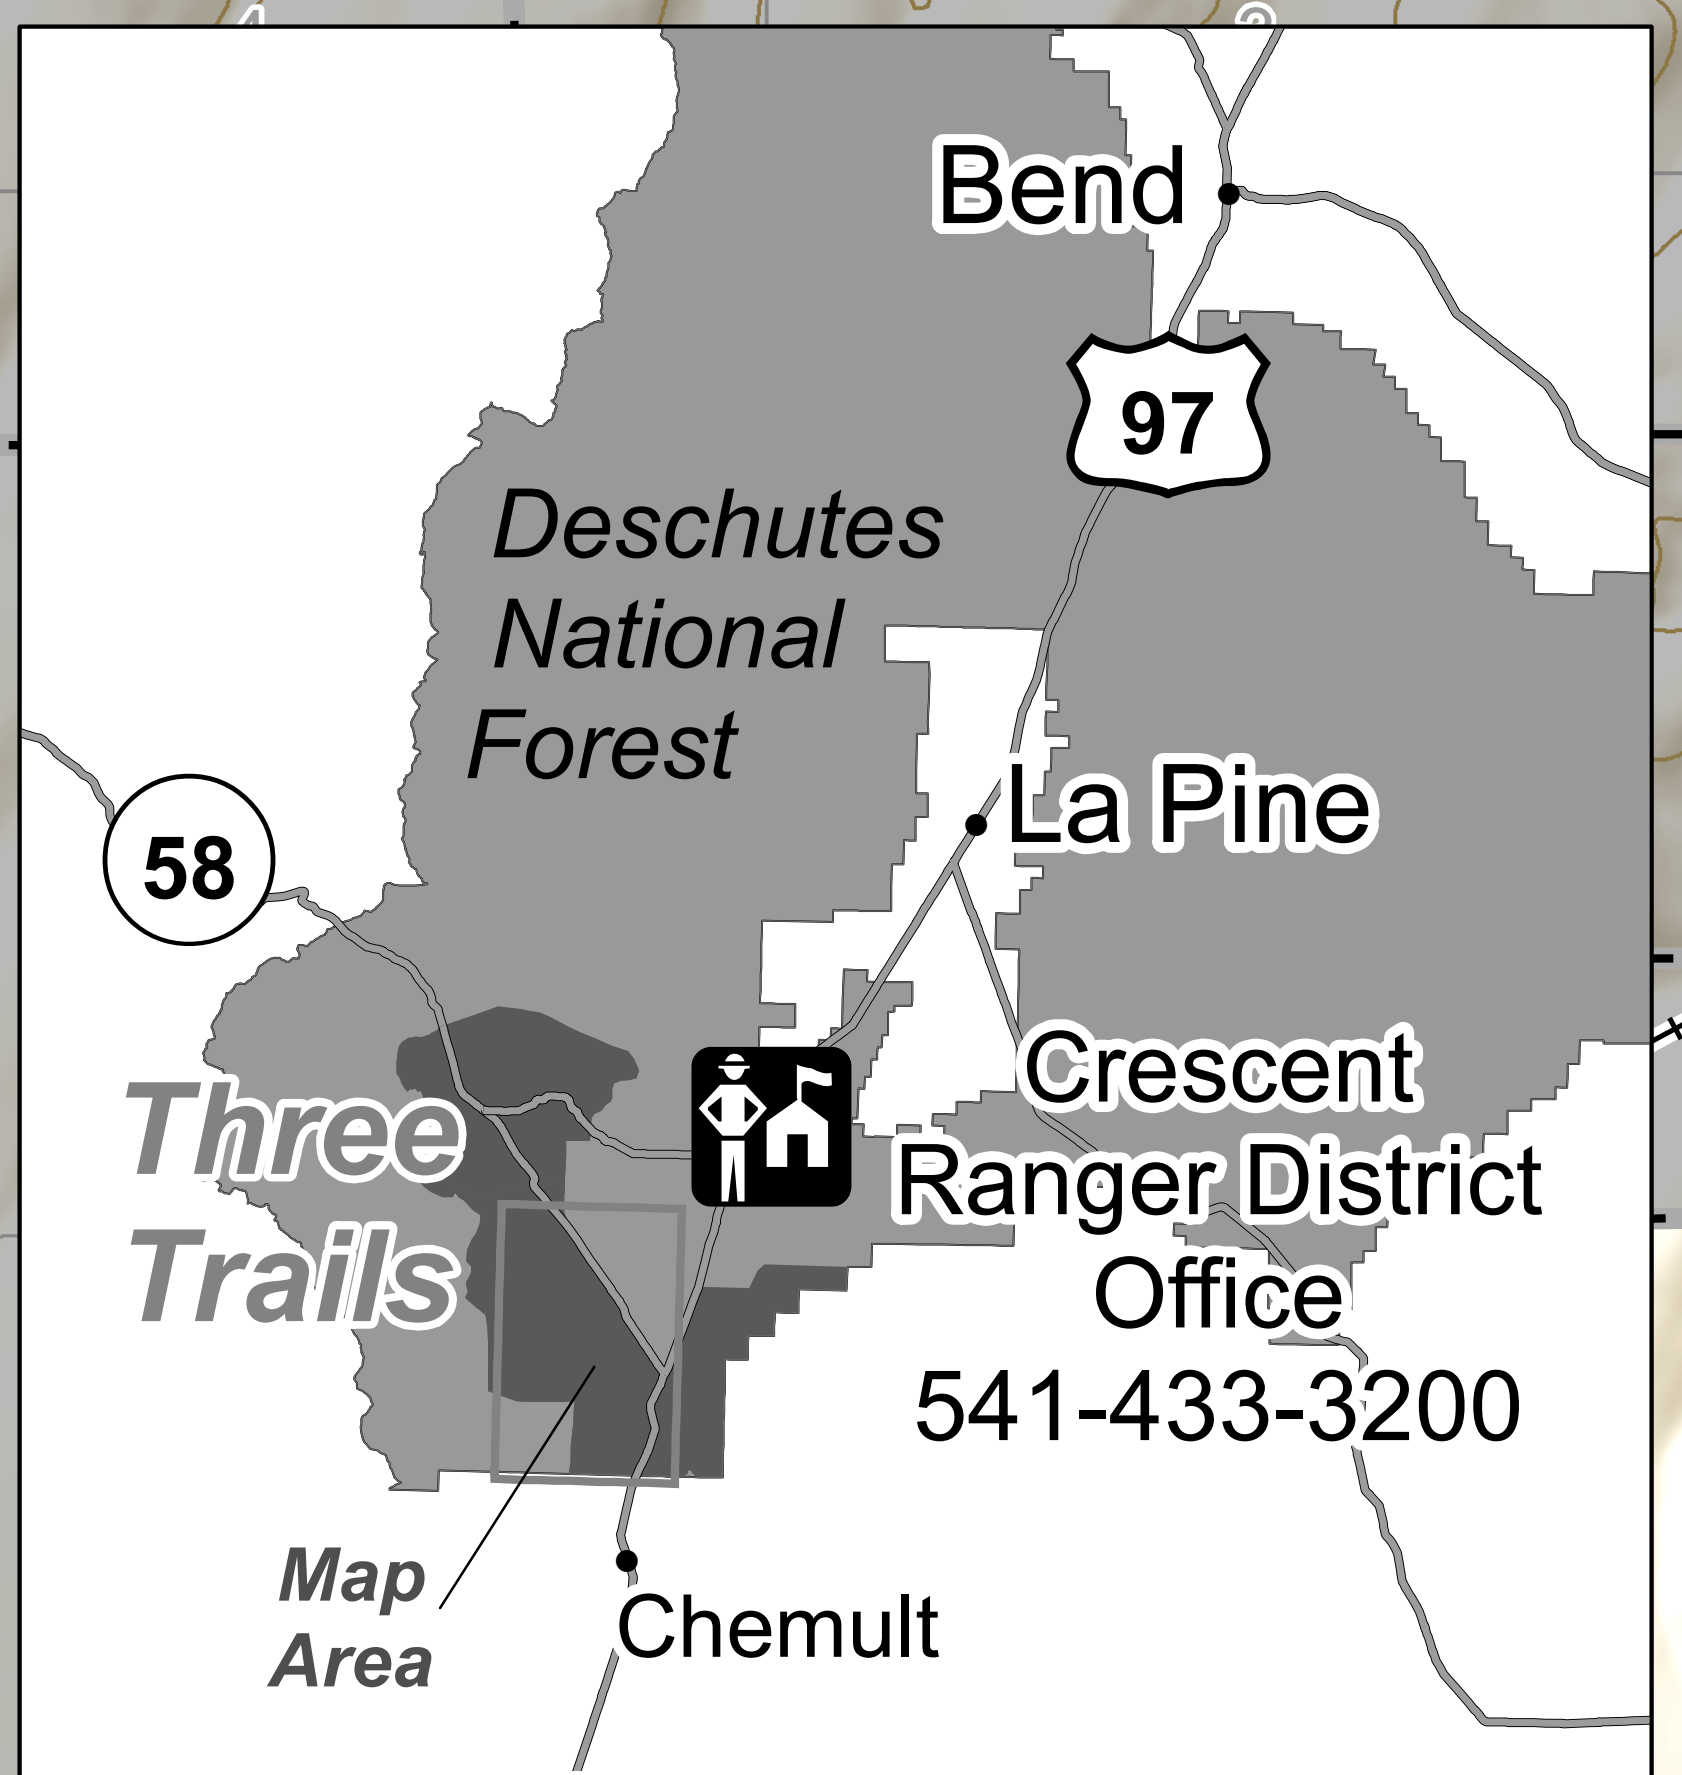 Bend
97
Deschutes
National
Forest
La Pine
58
Crescent
Ranger District
Office
541-433-3200
Three
Trails
Map
Area
Chemult